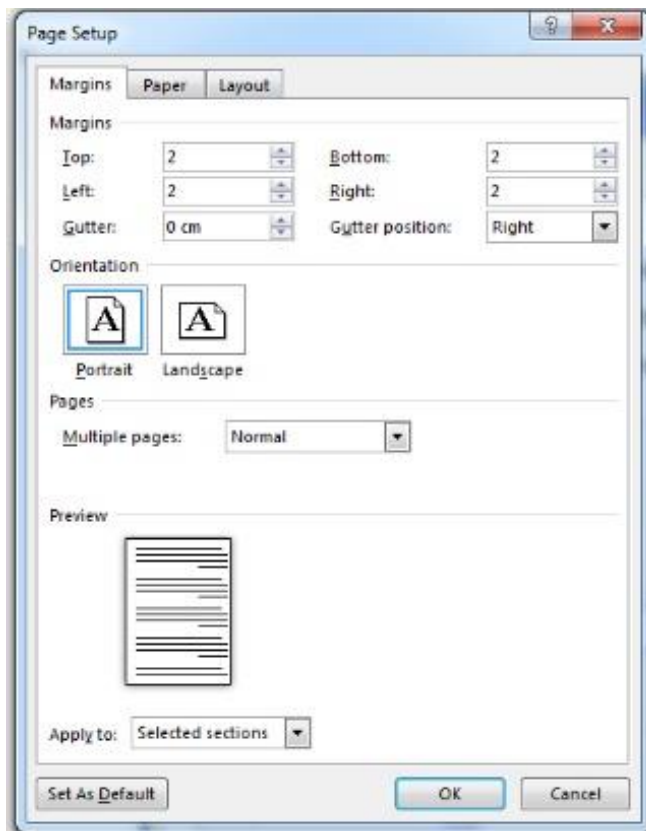 Page Setup
Margins Paper Layout
Margins
Top: 2 Bottom: 2
Left: 2 Right: 2
Gutter: 0 cm Gutter position: Right
Orientation
A A
Portrait Landscape
Pages
Multiple pages: Normal
Preview
Apply to: Selected sections
Set As Default OK Cancel